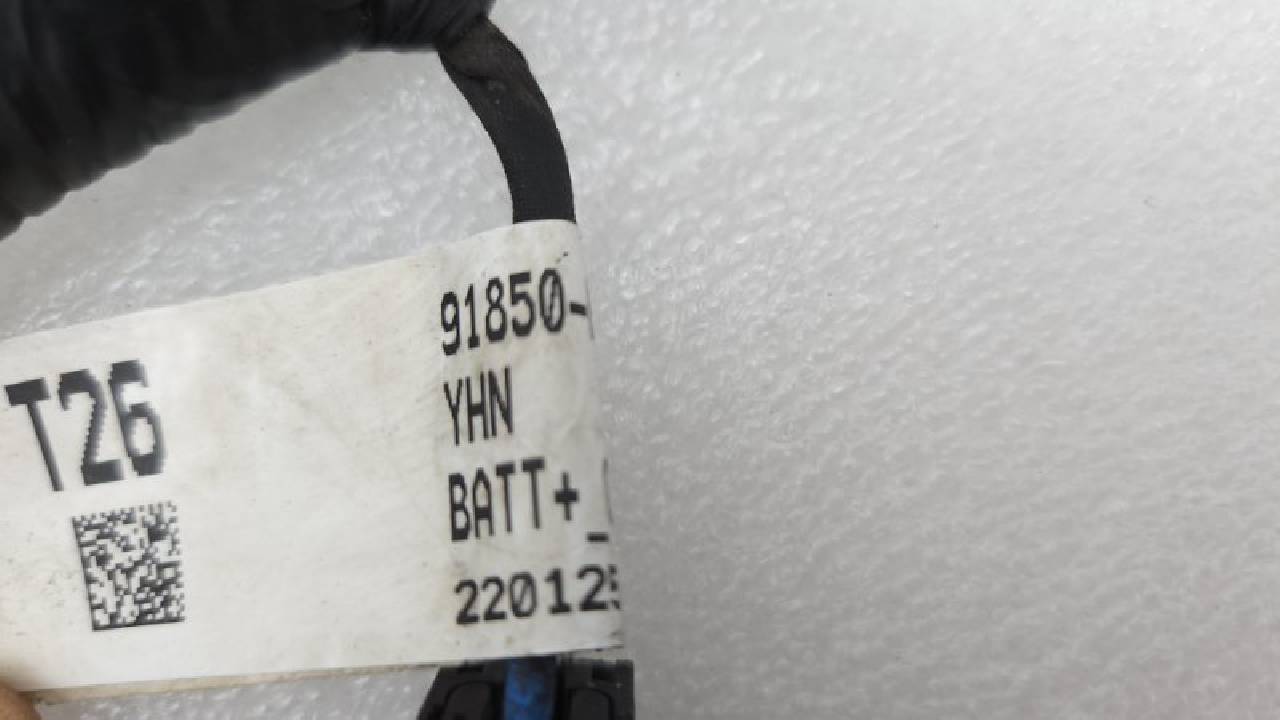 T26
91850-
YHN
BATT+_
220125